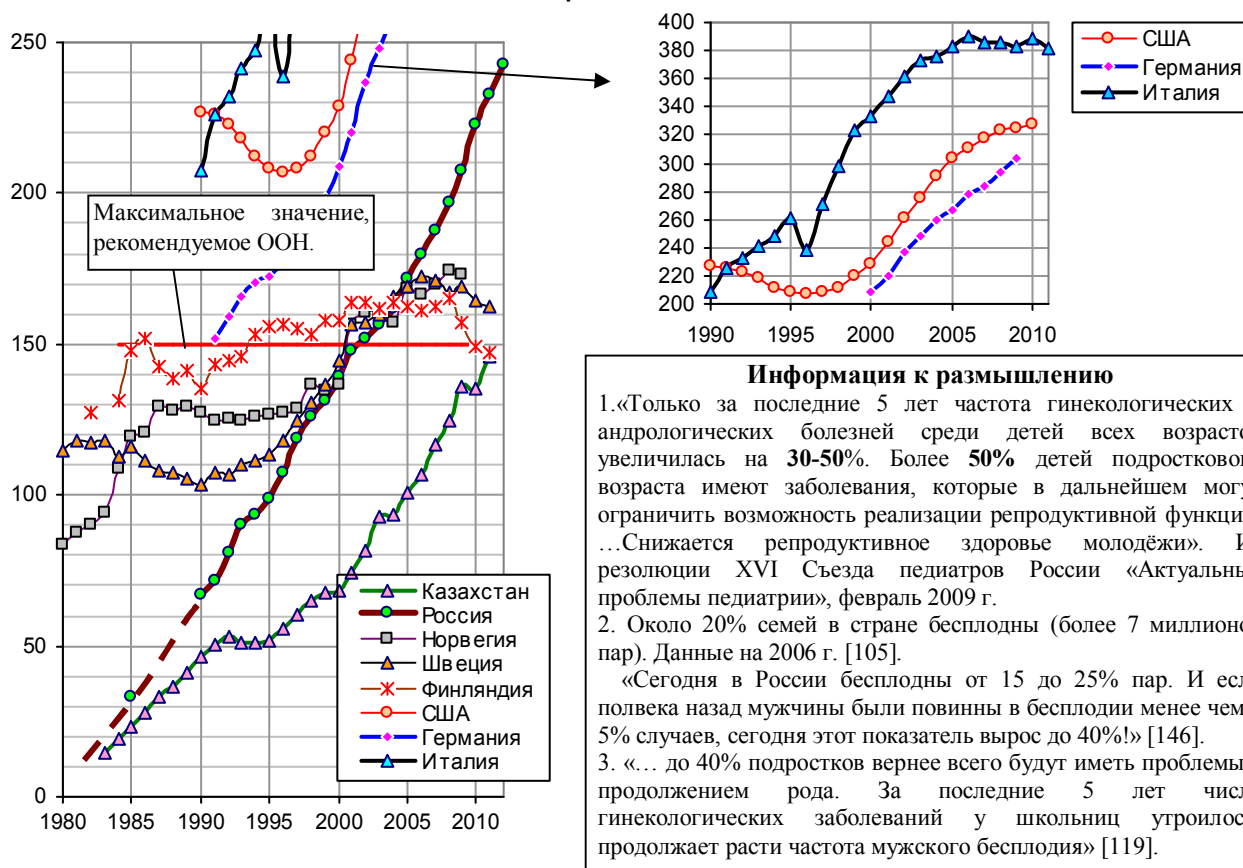 250
200
150
100
50
0
1980 1985 1990 1995 2000 2005 2010
Максимальное значение,
рекомендуемое ООН.
Казахстан
Россия
Норвегия
Швеция
Финляндия
США
Германия
Италия
400
380
360
340
320
300
280
260
240
220
200
1990 1995 2000 2005 2010
США
Германия
Италия
Информация к размышлению
1.«Только за последние 5 лет частота гинекологических
андрологических болезней среди детей всех возрасто
увеличилась на 30-50%. Более 50% детей подростковог
возраста имеют заболевания, которые в дальнейшем могу
ограничить возможность реализации репродуктивной функции
…Снижается репродуктивное здоровье молодёжи». И
резолюции XVI Съезда педиатров России «Актуальны
проблемы педиатрии», февраль 2009 г.
2. Около 20% семей в стране бесплодны (более 7 миллионо
пар). Данные на 2006 г. [105].
«Сегодня в России бесплодны от 15 до 25% пар. И есл
полвека назад мужчины были повинны в бесплодии менее чем
5% случаев, сегодня этот показатель вырос до 40%!» [146].
3. «… до 40% подростков вернее всего будут иметь проблемы
продолжением рода. За последние 5 лет числ
гинекологических заболеваний у школьниц утроилос
продолжает расти частота мужского бесплодия» [119].